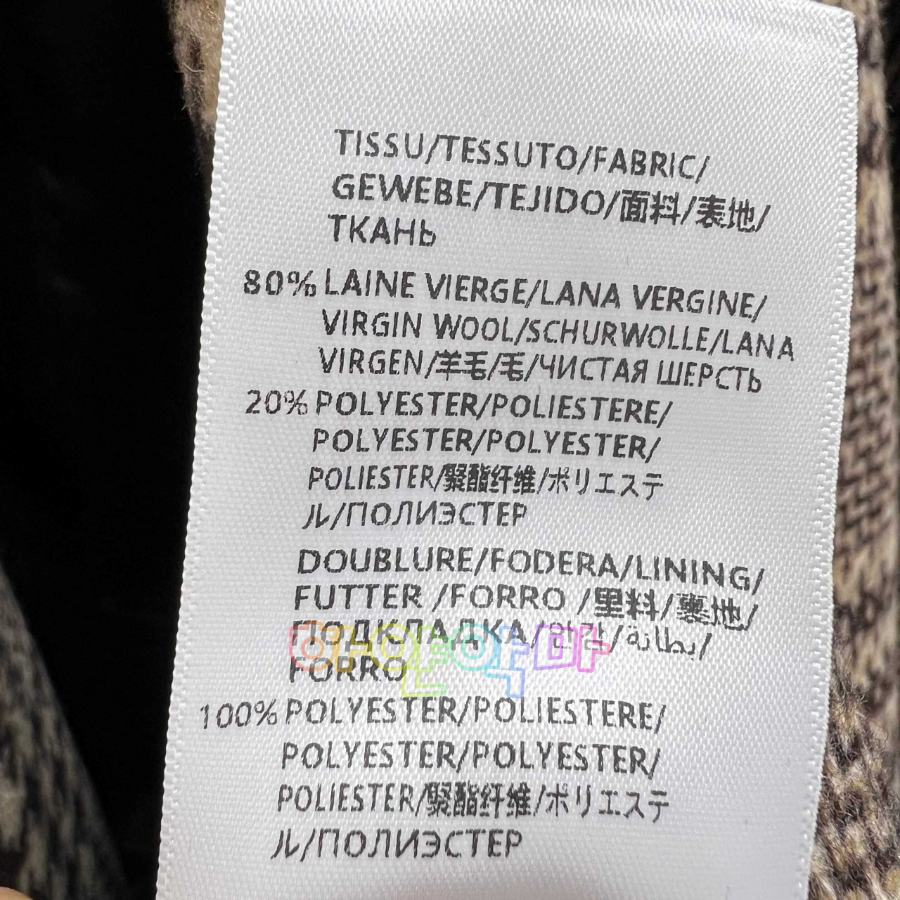 TISSU/TESSUTO/FABRIC/
GEWEBE/TEJIDO/面料/表地/
ТКАНЬ
80% LAINE VIERGE/LANA VERGINE/
VIRGIN WOOL/SCHURWOLLE/LANA
VIRGEN/羊毛/毛/ЧИСТАЯ ШЕРСТЬ
20% POLYESTER/POLIESTERE/
POLYESTER/POLYESTER/
POLIESTER/聚酯纤维/ポリエステ
ル/ПОЛИЭСТЕР
DOUBLURE/FODERA/LINING/
FUTTER /FORRO /里料/裏地/
ПОДКЛАДКА/안감/بطانة/
FORRO
100% POLYESTER/POLIESTERE/
POLYESTER/POLYESTER/
POLIESTER/聚酯纤维/ポリエステ
ル/ПОЛИЭСТЕР